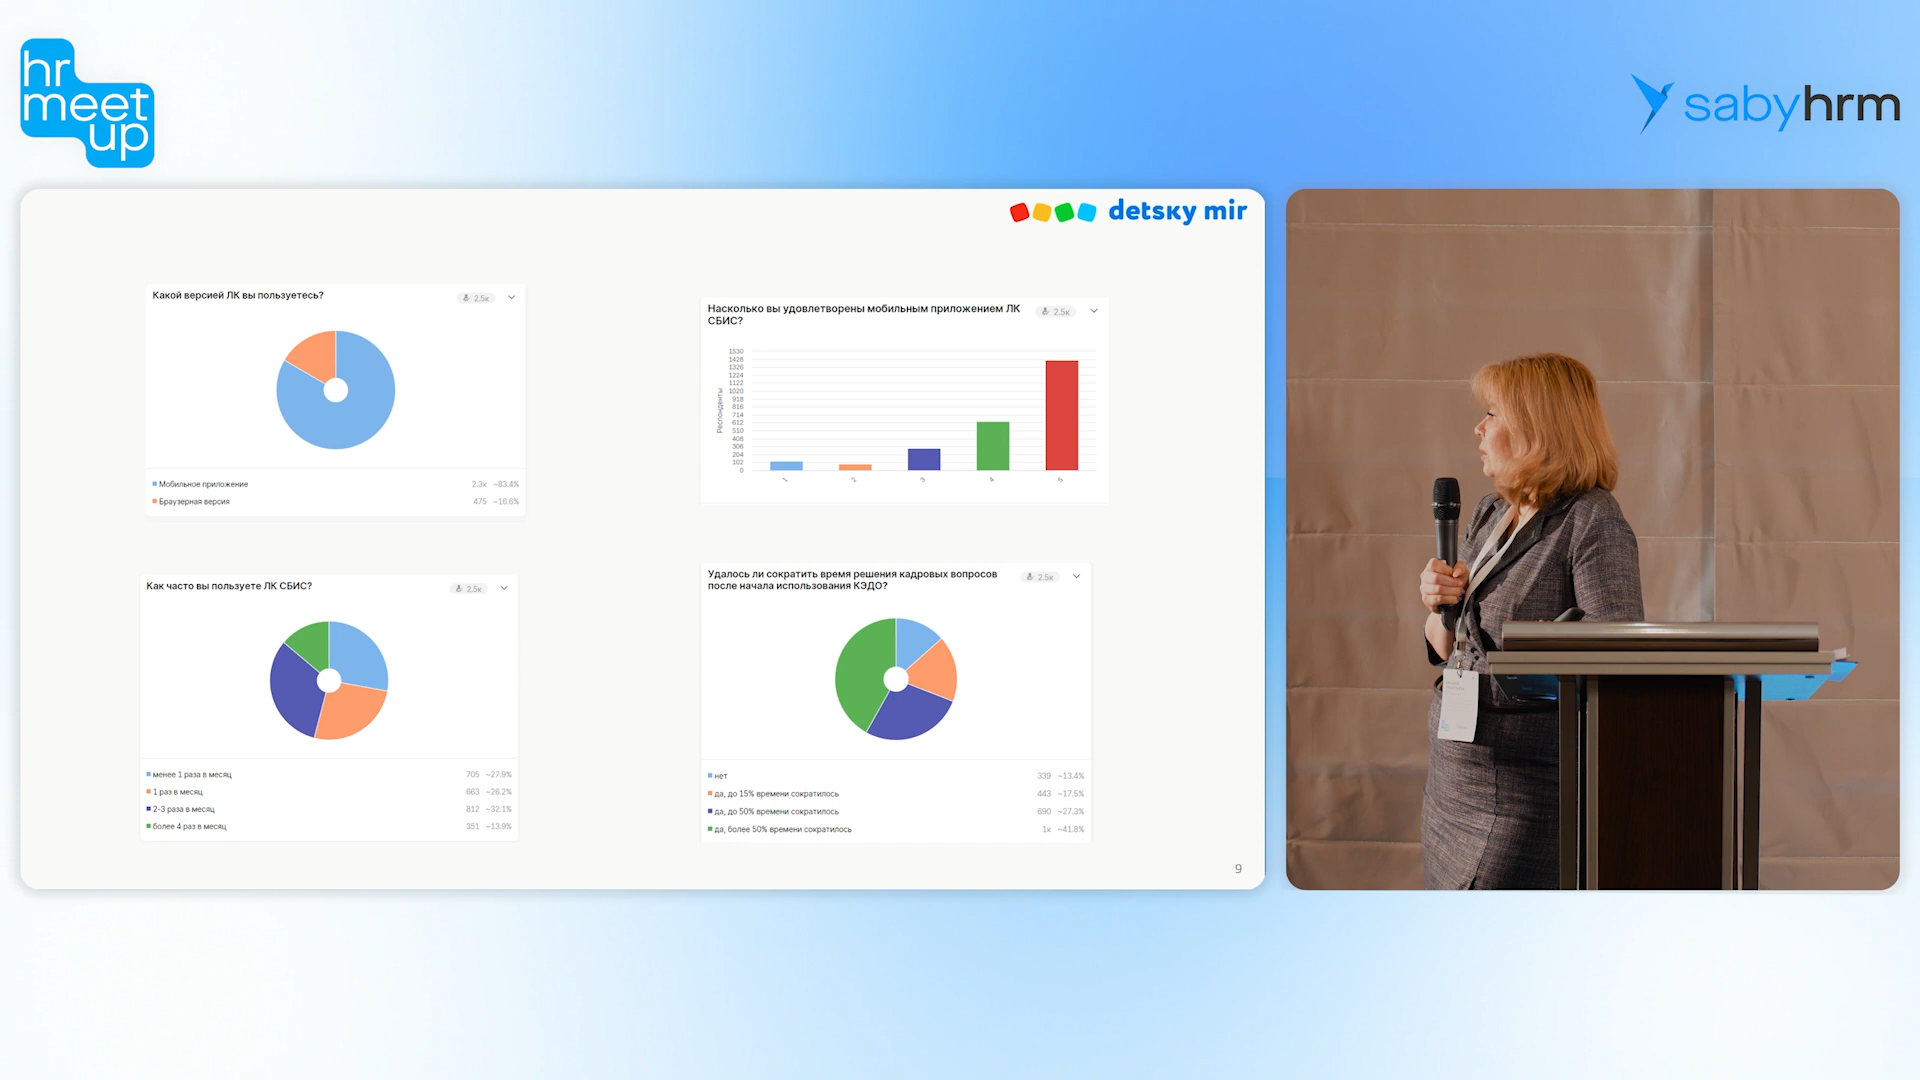 hr
meet
up
sabyhrm
detsky mir
Какой версией ЛК вы пользуетесь?
2.5к
Мобильное приложение 2.3к ~83.4%
Браузерная версия 475 ~16.6%
Насколько вы удовлетворены мобильным приложением ЛК
СБИС?
2.5к
Респонденты
1530
1428
1326
1224
1122
1020
918
816
714
612
510
408
306
204
102
0
1 2 3 4 5
Как часто вы пользуете ЛК СБИС?
2.5к
менее 1 раза в месяц 705 ~27.9%
1 раз в месяц 663 ~26.2%
2-3 раза в месяц 812 ~32.1%
более 4 раз в месяц 351 ~13.9%
Удалось ли сократить время решения кадровых вопросов
после начала использования КЭДО?
2.5к
нет 339 ~13.4%
да, до 15% времени сократилось 443 ~17.5%
да, до 50% времени сократилось 690 ~27.3%
да, более 50% времени сократилось 1к ~41.8%
9